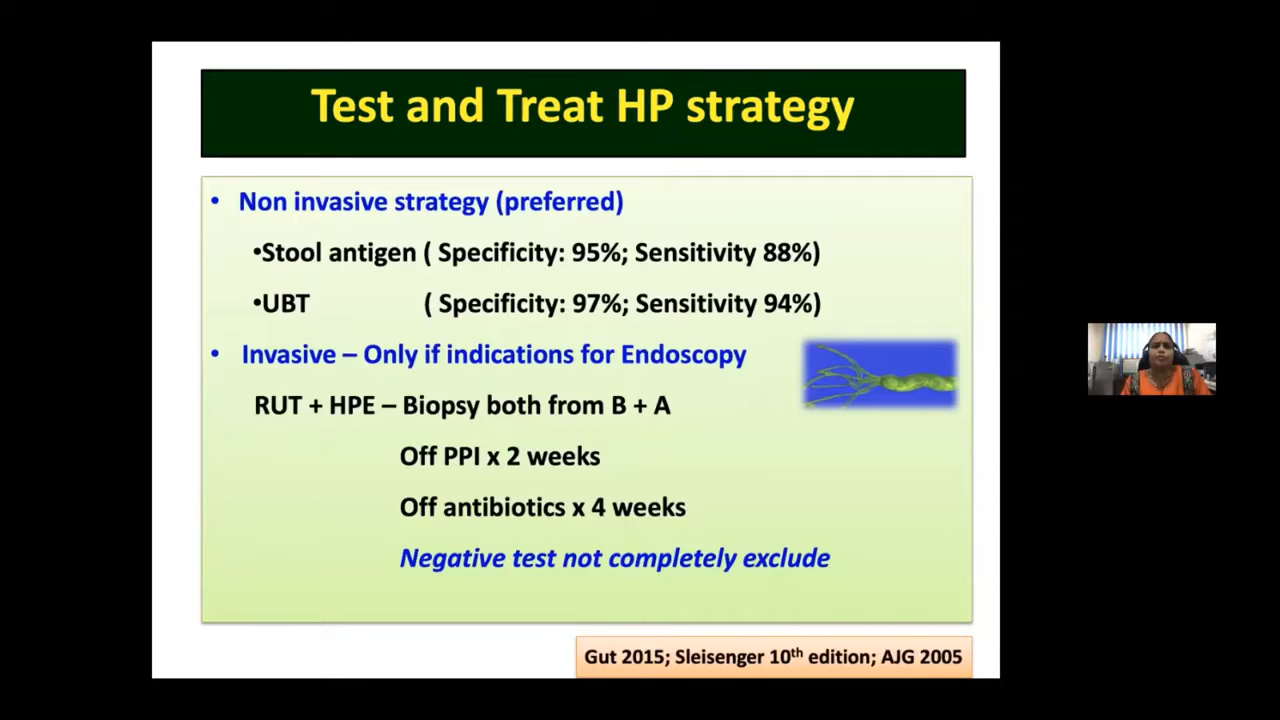 Test and Treat HP strategy
• Non invasive strategy (preferred)
•Stool antigen ( Specificity: 95%; Sensitivity 88%)
•UBT ( Specificity: 97%; Sensitivity 94%)
• Invasive – Only if indications for Endoscopy
RUT + HPE – Biopsy both from B + A
Off PPI x 2 weeks
Off antibiotics x 4 weeks
Negative test not completely exclude
Gut 2015; Sleisenger 10th edition; AJG 2005